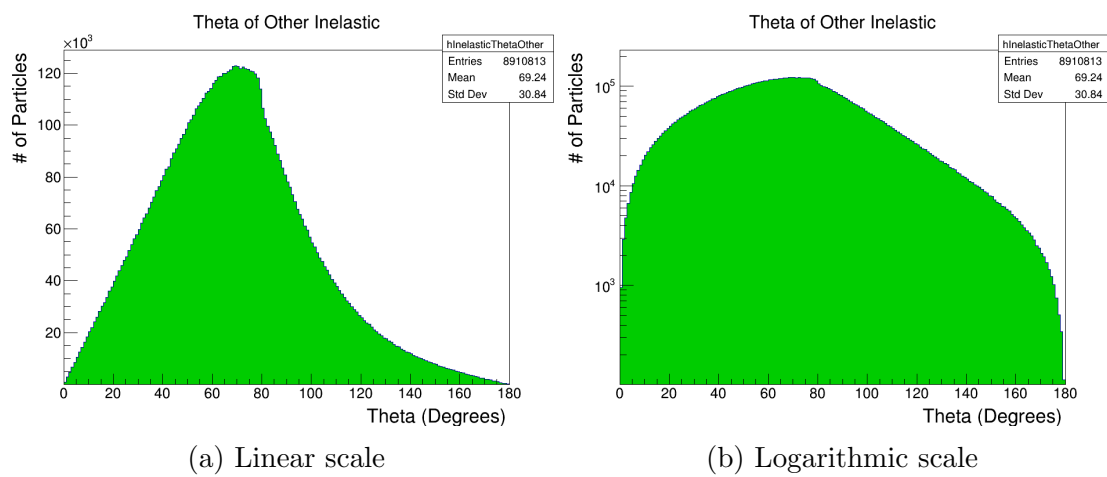 Theta of Other Inelastic
×10³
# of Particles
120
100
80
60
40
20
hInelasticThetaOther
Entries 8910813
Mean 69.24
Std Dev 30.84
0 20 40 60 80 100 120 140 160 180
Theta (Degrees)
(a) Linear scale
Theta of Other Inelastic
# of Particles
10⁵
10⁴
10³
hInelasticThetaOther
Entries 8910813
Mean 69.24
Std Dev 30.84
0 20 40 60 80 100 120 140 160 180
Theta (Degrees)
(b) Logarithmic scale